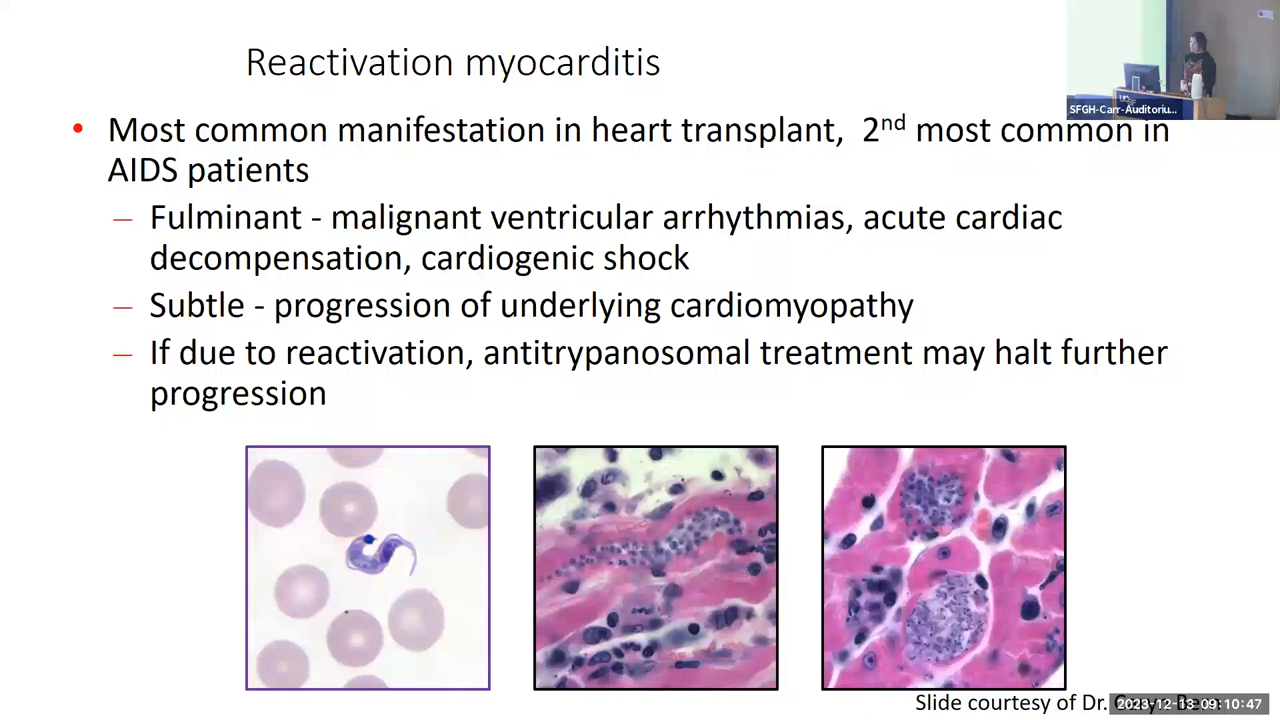 Reactivation myocarditis
SFGH-Carr-Auditoriu...
• Most common manifestation in heart transplant, 2nd most common in
AIDS patients
– Fulminant - malignant ventricular arrhythmias, acute cardiac
decompensation, cardiogenic shock
– Subtle - progression of underlying cardiomyopathy
– If due to reactivation, antitrypanosomal treatment may halt further
progression
Slide courtesy of Dr.
2023-12-13 09:10:47